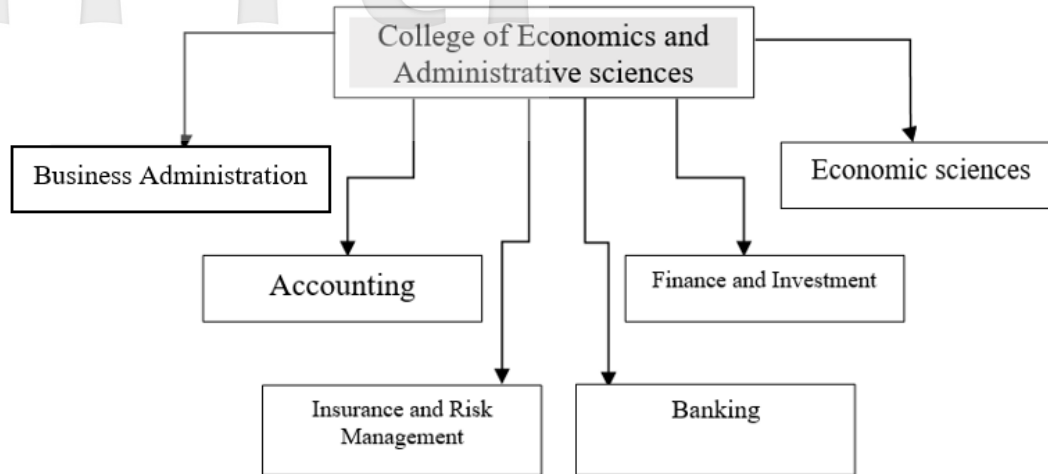 College of Economics and
Administrative sciences
Business Administration
Economic sciences
Accounting
Finance and Investment
Insurance and Risk
Management
Banking